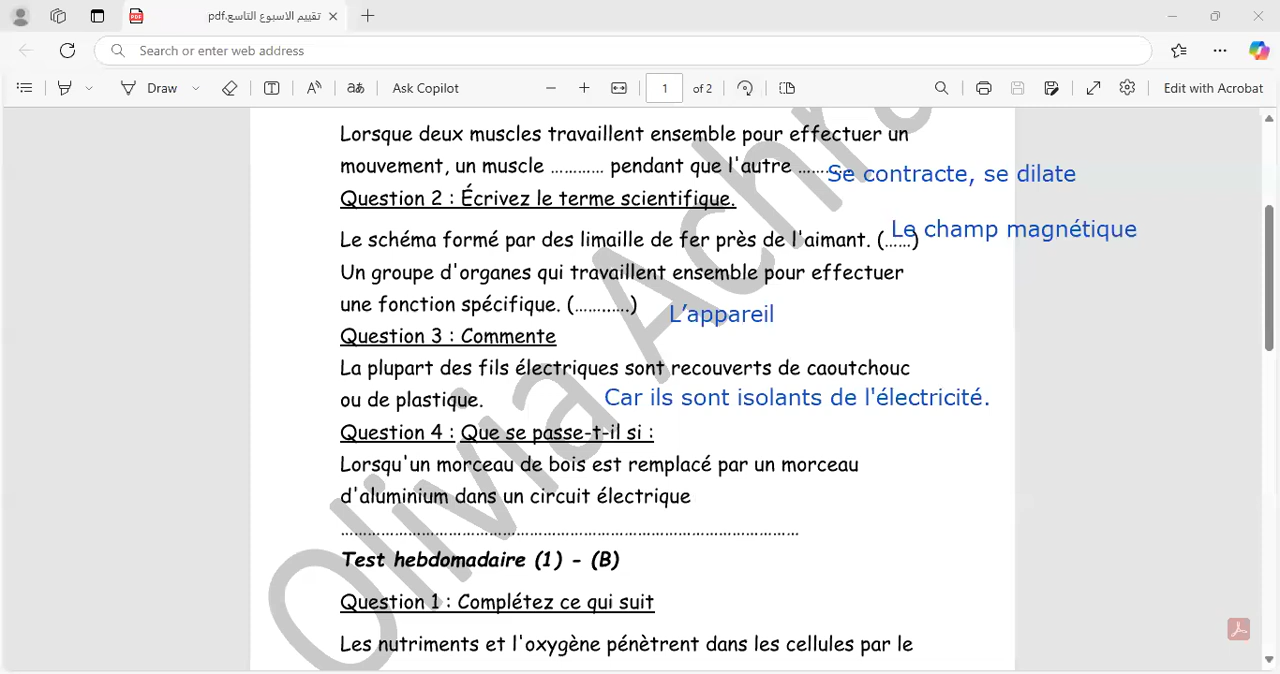 تقييم الاسبوع التاسع.pdf
Search or enter web address
Draw
Ask Copilot
1 of 2
Edit with Acrobat
Lorsque deux muscles travaillent ensemble pour effectuer un
mouvement, un muscle ………… pendant que l'autre …………
Se contracte, se dilate
Question 2 : Écrivez le terme scientifique.
Le champ magnétique
Le schéma formé par des limaille de fer près de l'aimant. (……)
Un groupe d'organes qui travaillent ensemble pour effectuer
une fonction spécifique. (…….…..)
L’appareil
Question 3 : Commente
La plupart des fils électriques sont recouverts de caoutchouc
ou de plastique.
Car ils sont isolants de l'électricité.
Question 4 : Que se passe-t-il si :
Lorsqu'un morceau de bois est remplacé par un morceau
d'aluminium dans un circuit électrique
……………………………………………………………………………………………
Test hebdomadaire (1) - (B)
Question 1 : Complétez ce qui suit
Les nutriments et l'oxygène pénètrent dans les cellules par le
Olivia Achra